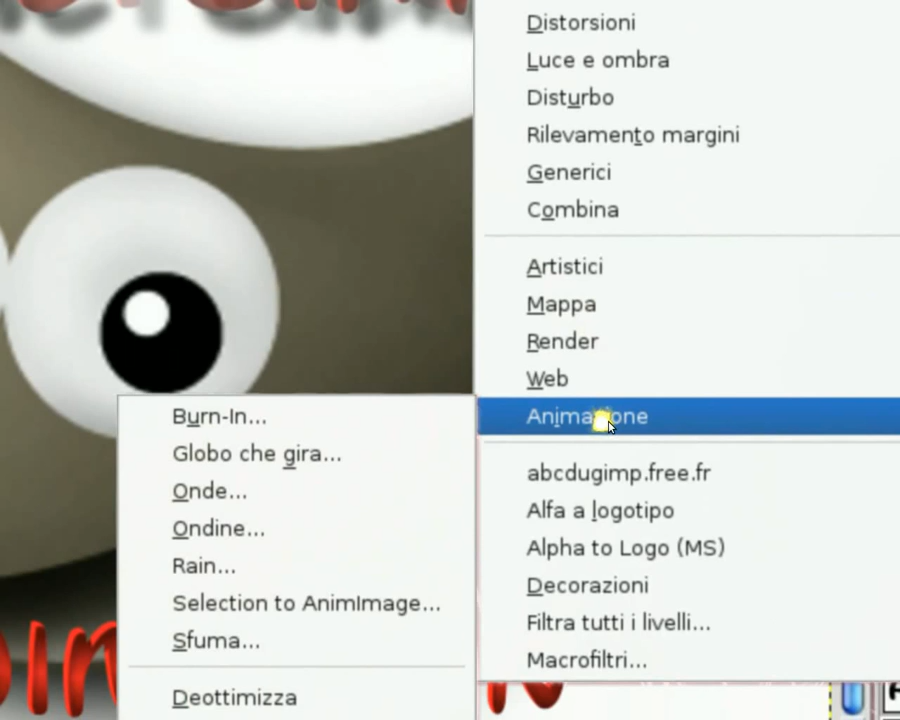 Distorsioni
Luce e ombra
Disturbo
Rilevamento margini
Generici
Combina
Artistici
Mappa
Render
Web
Animazione
abcdugimp.free.fr
Alfa a logotipo
Alpha to Logo (MS)
Decorazioni
Filtra tutti i livelli...
Macrofiltri...
Burn-In...
Globo che gira...
Onde...
Ondine...
Rain...
Selection to AnimImage...
Sfuma...
Deottimizza